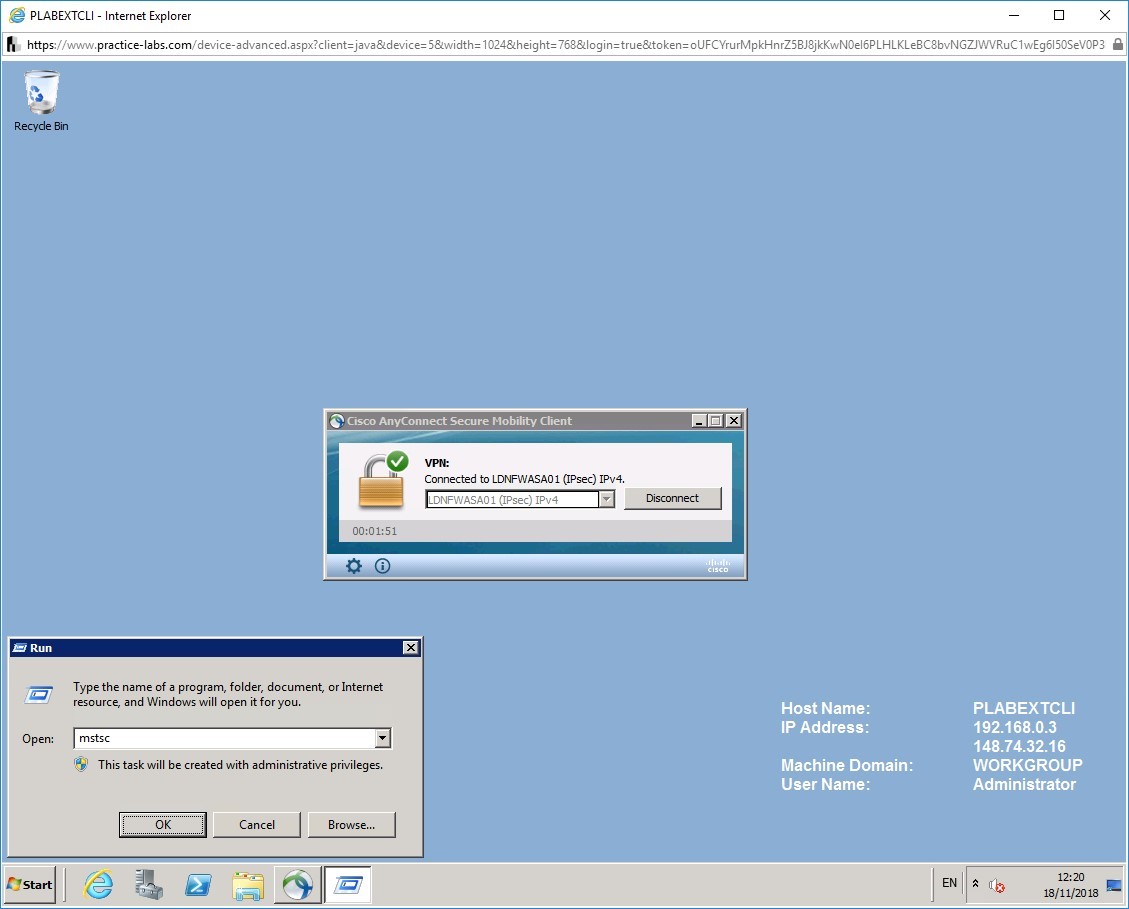 PLABEXTCLI - Internet Explorer
https://www.practice-labs.com/device-advanced.aspx?client=java&device=5&width=1024&height=768&login=true&token=oUFCYrurMpkHnrZ5BJ8jkKwN0eI6PLHLKLeBC8bvNGZJWVRuC1wEg6I50SeV0P3
Recycle Bin
Cisco AnyConnect Secure Mobility Client
VPN:
Connected to LDNFWASA01 (IPsec) IPv4.
LDNFWASA01 (IPsec) IPv4
Disconnect
00:01:51
cisco
Run
Type the name of a program, folder, document, or Internet
resource, and Windows will open it for you.
Open:
mstsc
This task will be created with administrative privileges.
OK
Cancel
Browse...
Host Name: PLABEXTCLI
IP Address: 192.168.0.3
148.74.32.16
Machine Domain: WORKGROUP
User Name: Administrator
Start
EN
12:20
18/11/2018